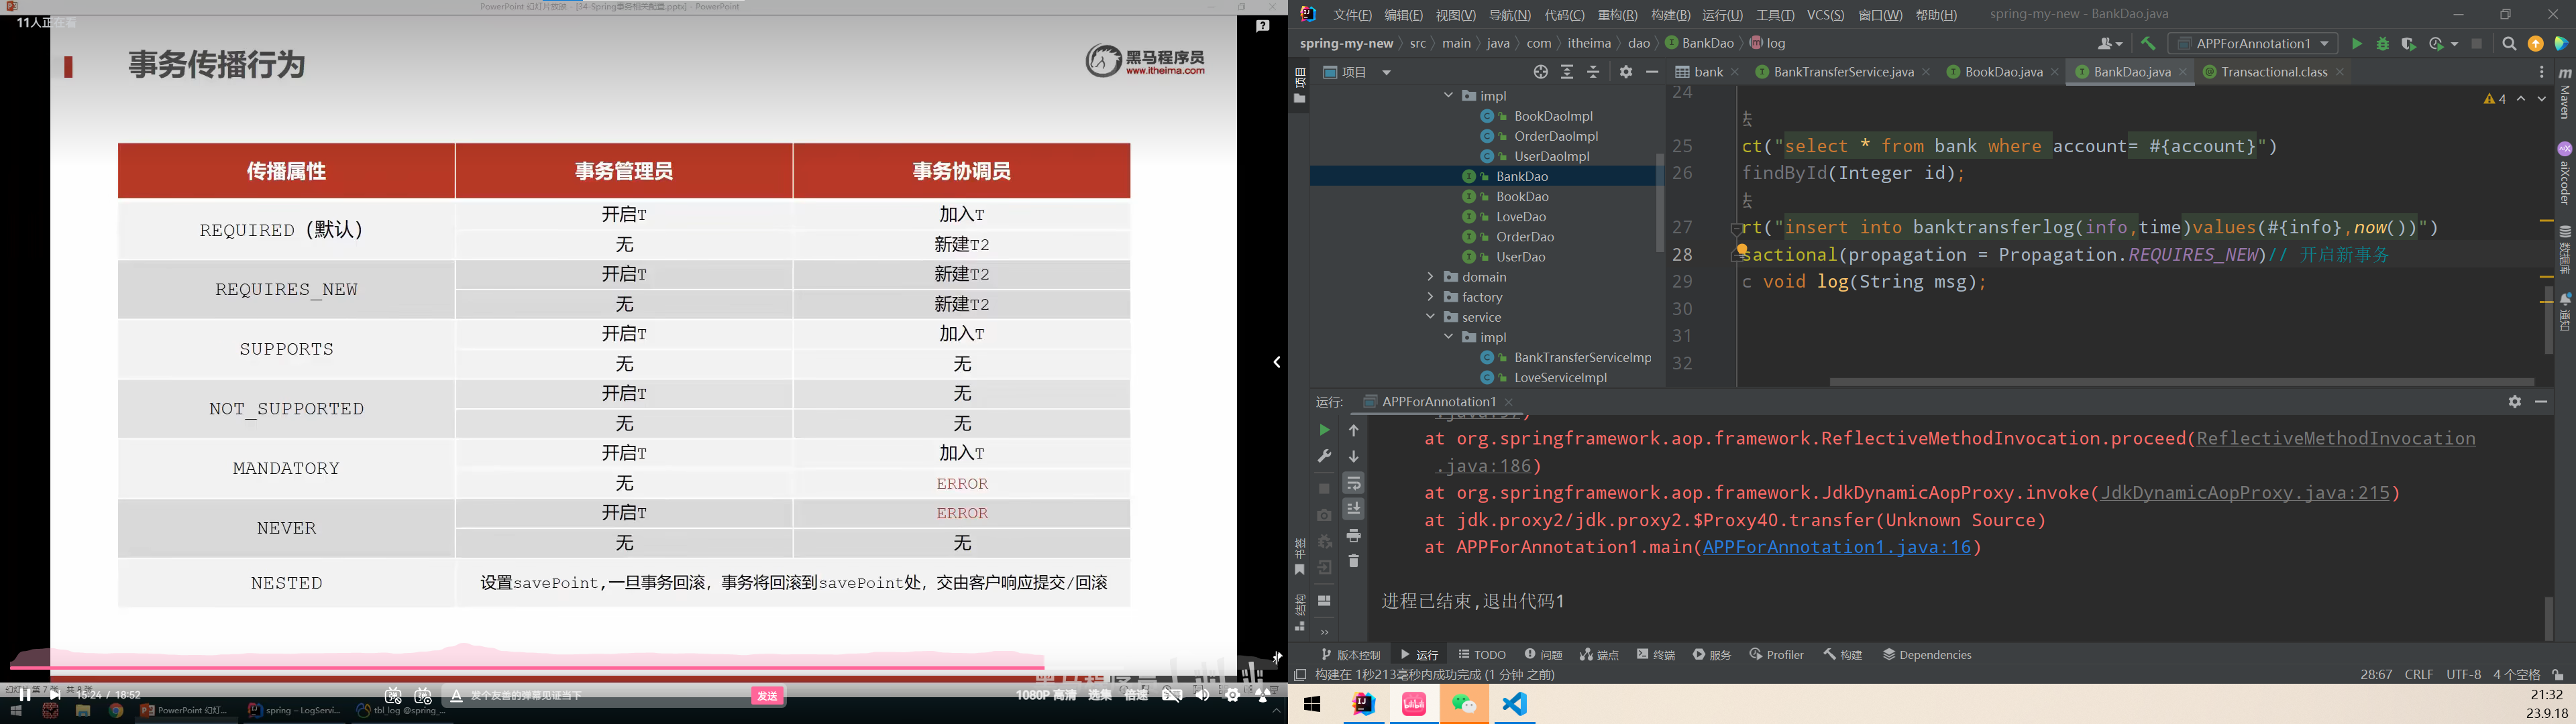 PowerPoint 幻灯片放映 - [34-Spring事务相关配置.pptx] - PowerPoint
11人正在看
事务传播行为
黑马程序员
www.itheima.com
传播属性 事务管理员 事务协调员
REQUIRED（默认） 开启T 加入T
无 新建T2
REQUIRES_NEW 开启T 新建T2
无 新建T2
SUPPORTS 开启T 加入T
无 无
NOT_SUPPORTED 开启T 无
无 无
MANDATORY 开启T 加入T
无 ERROR
NEVER 开启T ERROR
无 无
NESTED 设置savePoint,一旦事务回滚，事务将回滚到savePoint处，交由客户响应提交/回滚
15:24 / 18:52
发个友善的弹幕见证当下
发送
1080P 高清 选集 倍速
PowerPoint 幻灯...
spring – LogServi...
tbl_log @spring_...
文件(F) 编辑(E) 视图(V) 导航(N) 代码(C) 重构(R) 构建(B) 运行(U) 工具(T) VCS(S) 窗口(W) 帮助(H) spring-my-new - BankDao.java
spring-my-new src main java com itheima dao BankDao log
APPForAnnotation1
项目
项目
bank BankTransferService.java BookDao.java BankDao.java Transactional.class
impl
BookDaoImpl
OrderDaoImpl
UserDaoImpl
BankDao
BookDao
LoveDao
OrderDao
UserDao
domain
factory
service
impl
BankTransferServiceImp
LoveServiceImpl
4
24
法
25 ct("select * from bank where account= #{account}")
26 findById(Integer id);
法
27 rt("insert into banktransferlog(info,time)values(#{info},now())")
28 sactional(propagation = Propagation.REQUIRES_NEW)// 开启新事务
29 c void log(String msg);
30
31
32
Maven
aiXcoder
数据库
通知
运行: APPForAnnotation1
at org.springframework.aop.framework.ReflectiveMethodInvocation.proceed(ReflectiveMethodInvocation
.java:186)
at org.springframework.aop.framework.JdkDynamicAopProxy.invoke(JdkDynamicAopProxy.java:215)
at jdk.proxy2/jdk.proxy2.$Proxy40.transfer(Unknown Source)
at APPForAnnotation1.main(APPForAnnotation1.java:16)
进程已结束,退出代码1
书签
结构
版本控制 运行 TODO 问题 端点 终端 服务 Profiler 构建 Dependencies
构建在 1秒213毫秒内成功完成 (1 分钟 之前)
28:67 CRLF UTF-8 4 个空格
21:32
23.9.18